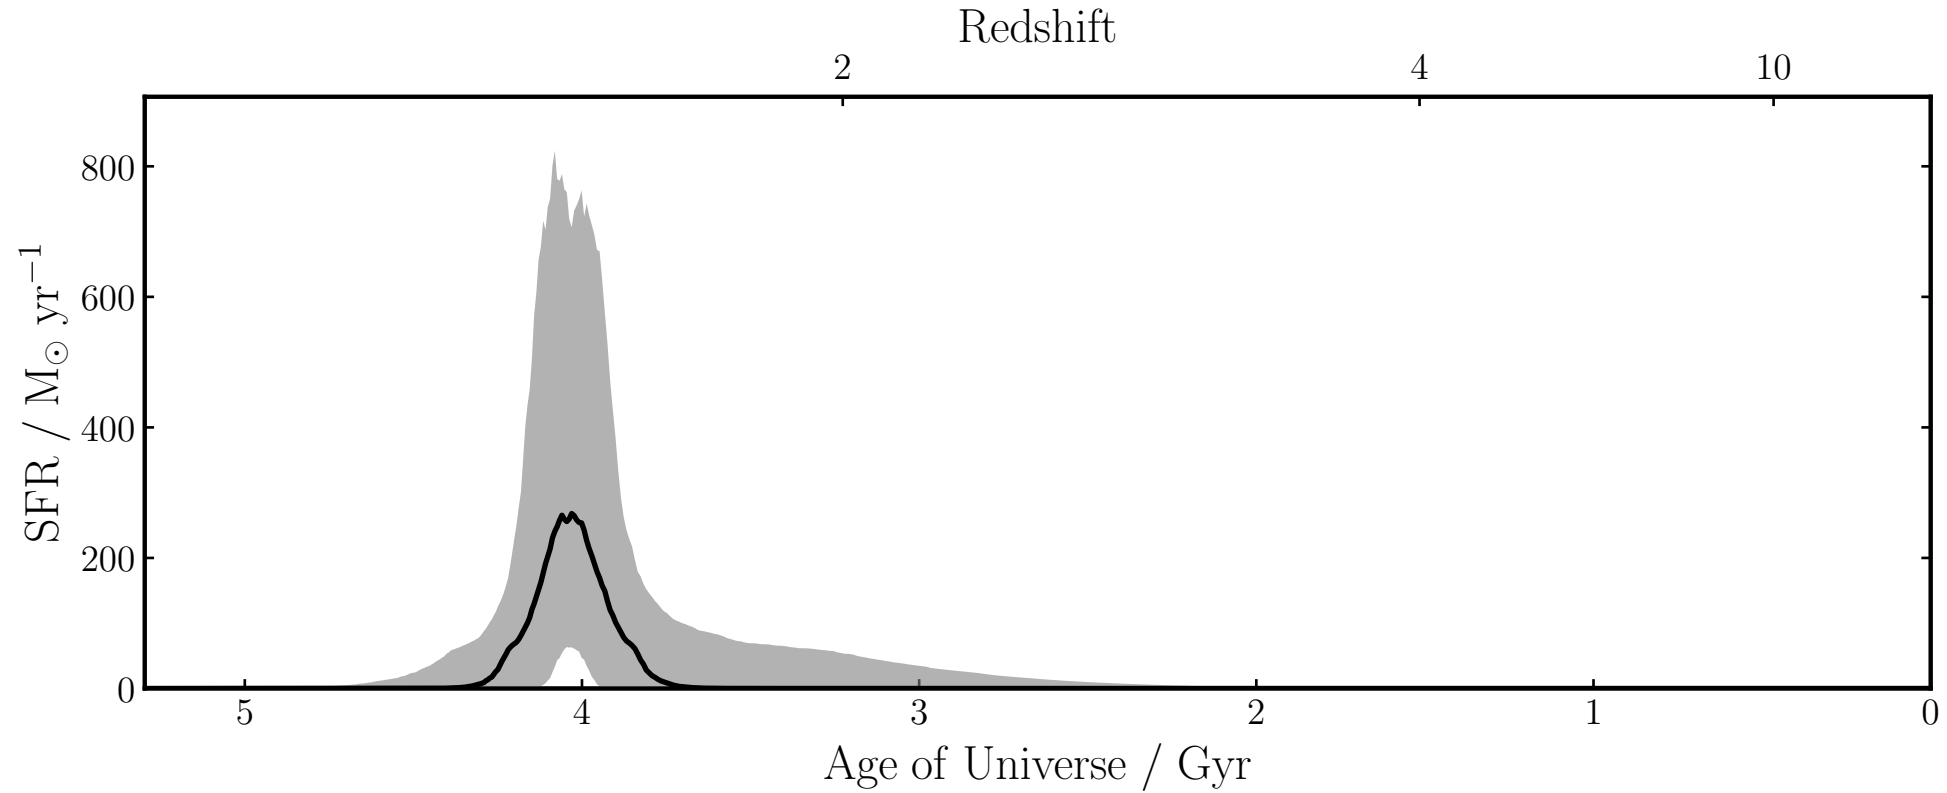 Redshift
2 4 10
SFR / M⊙ yr⁻¹
800
600
400
200
0
5 4 3 2 1 0
Age of Universe / Gyr